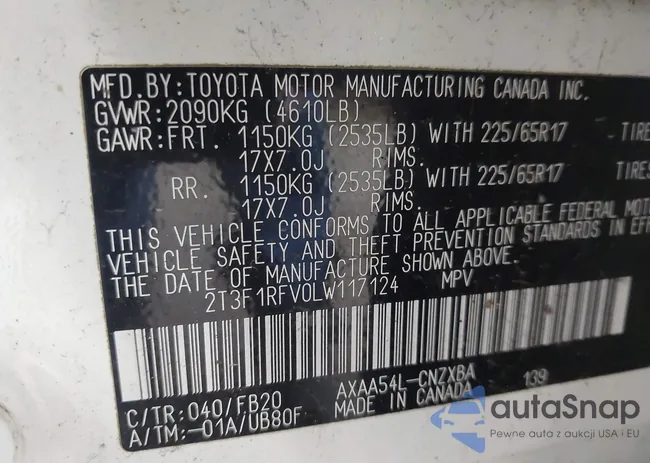 MFD.BY:TOYOTA MOTOR MANUFACTURING CANADA INC.
GVWR:2090KG (4610LB)
GAWR:FRT. 1150KG (2535LB) WITH 225/65R17 TIRE
17X7.0J RIMS.
RR. 1150KG (2535LB) WITH 225/65R17 TIRES
17X7.0J RIMS.
THIS VEHICLE CONFORMS TO ALL APPLICABLE FEDERAL MOT
VEHICLE SAFETY AND THEFT PREVENTION STANDARDS IN EFF
THE DATE OF MANUFACTURE SHOWN ABOVE.
2T3F1RFV0LW117124 MPV
C/TR:040/FB20 AXAA54L-CNZXBA 139
A/TM:-01A/UB80F MADE IN CANADA
autaSnap
Pewne auta z aukcji USA i EU